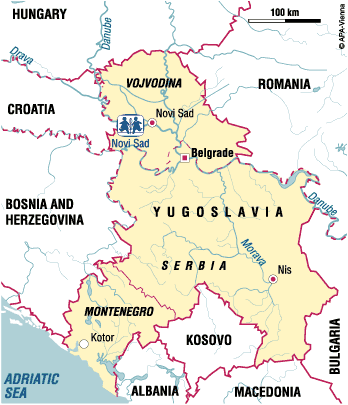 HUNGARY
100 km
© APA-Vienna
Danube
Drava
VOJVODINA
ROMANIA
CROATIA
Novi Sad
Novi Sad
Belgrade
BOSNIA AND
HERZEGOVINA
Danube
YUGOSLAVIA
Morava
SERBIA
Nis
MONTENEGRO
Kotor
KOSOVO
BULGARIA
ADRIATIC
SEA
ALBANIA
MACEDONIA